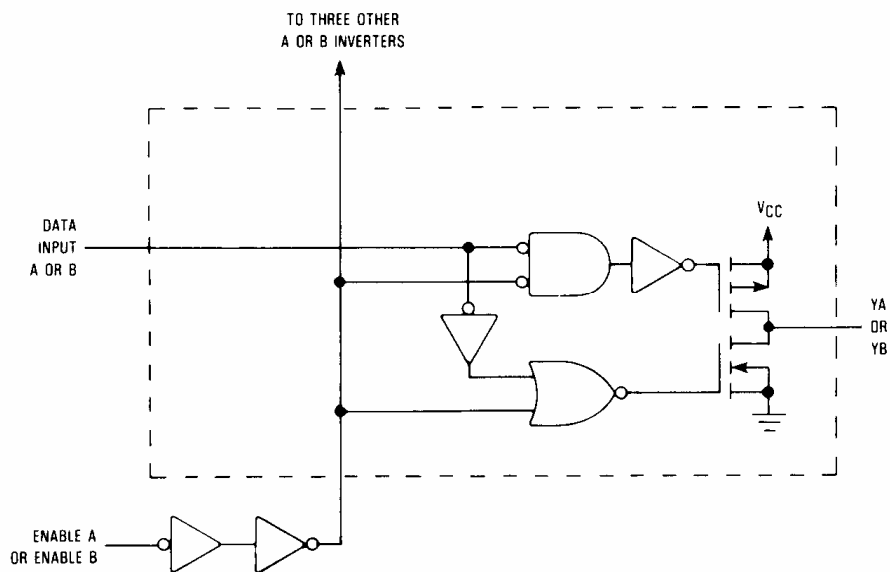 TO THREE OTHER
A OR B INVERTERS
DATA
INPUT
A OR B
VCC
YA
OR
YB
ENABLE A
OR ENABLE B